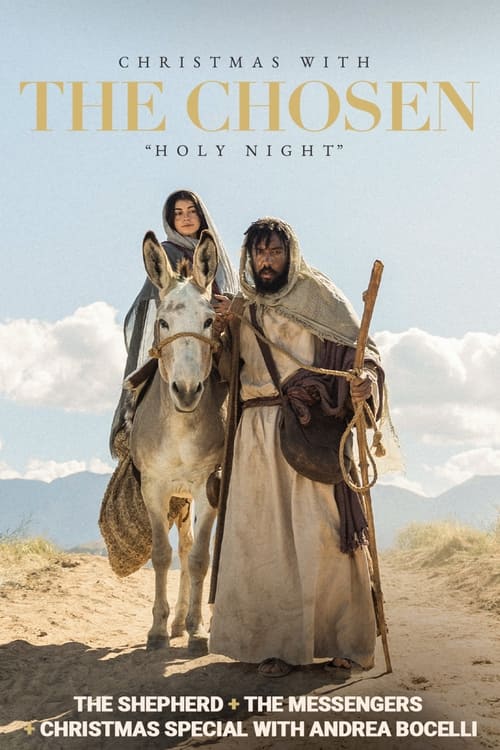 CHRISTMAS WITH
THE CHOSEN
“HOLY NIGHT”
THE SHEPHERD + THE MESSENGERS
+ CHRISTMAS SPECIAL WITH ANDREA BOCELLI